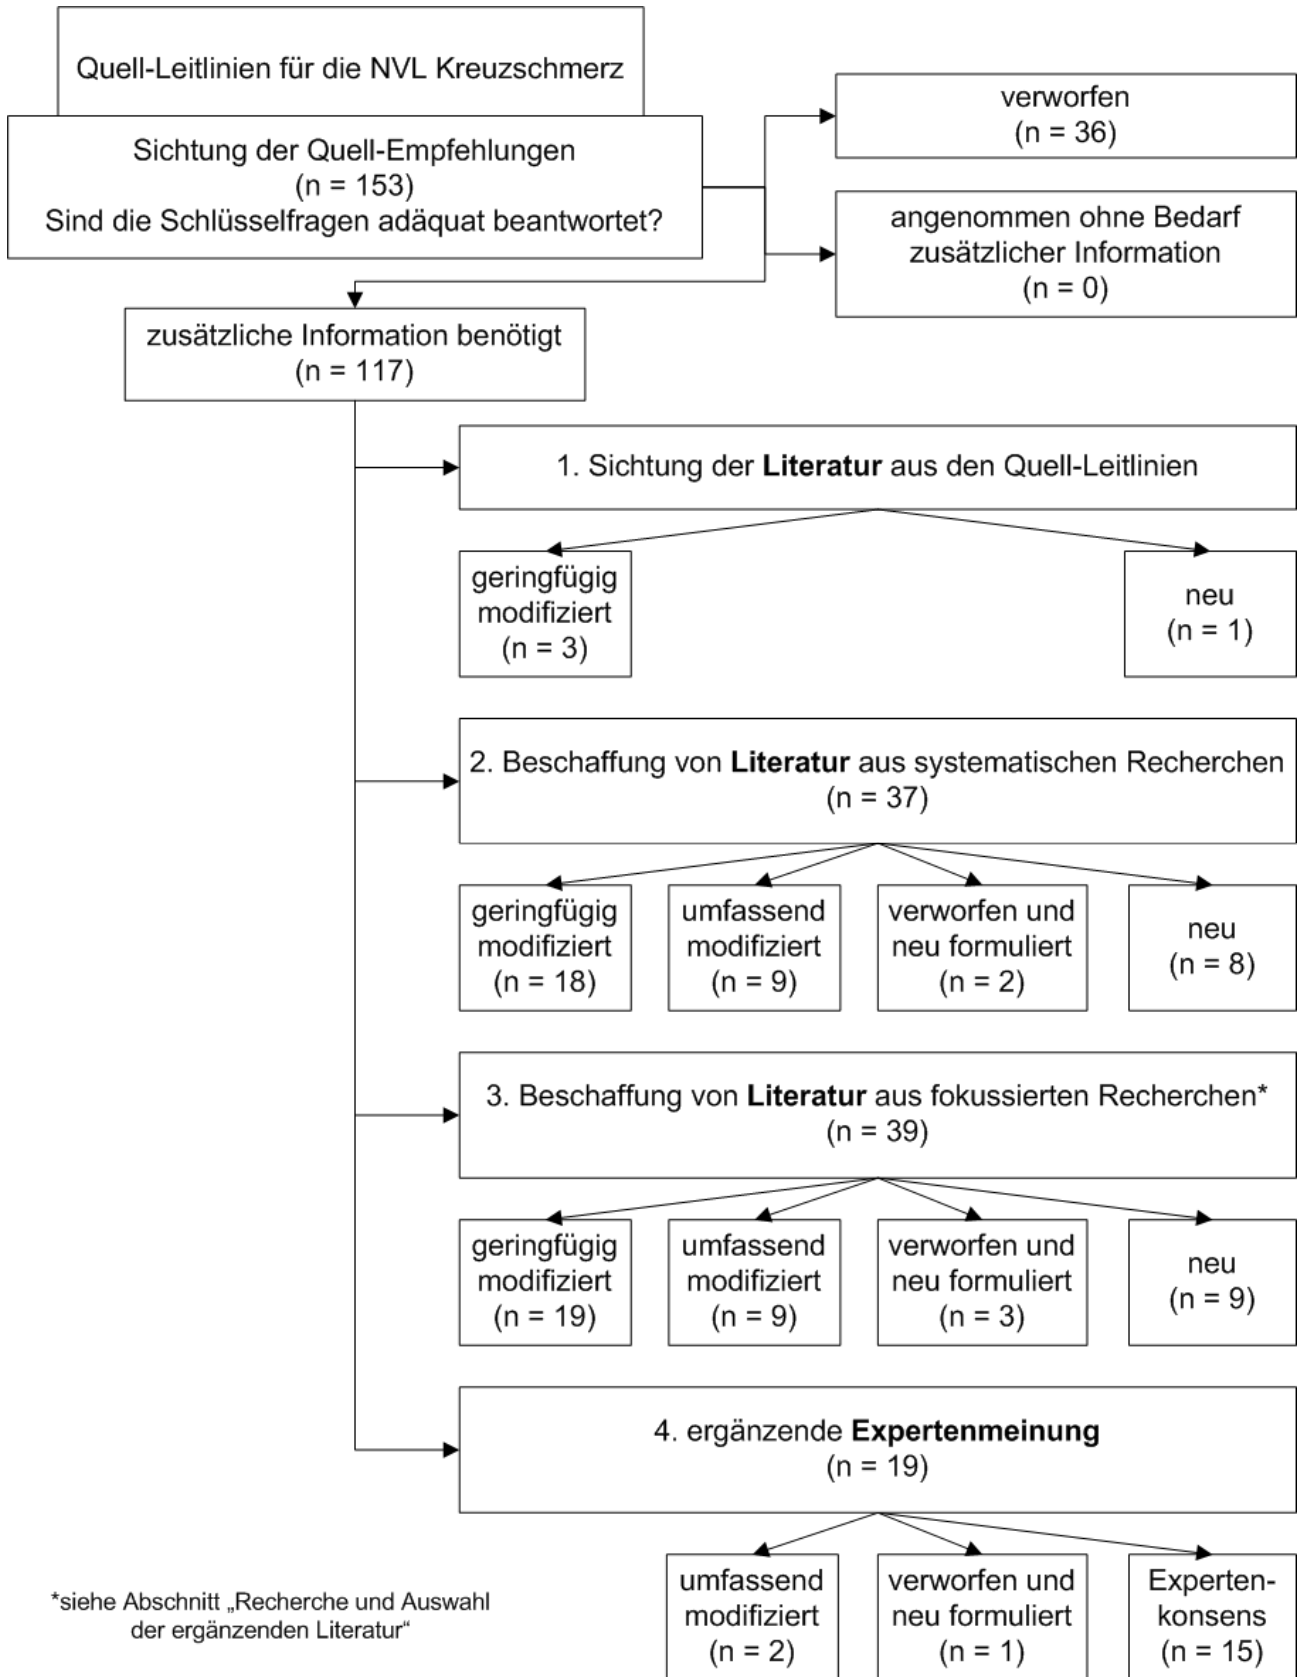 Quell-Leitlinien für die NVL Kreuzschmerz
Sichtung der Quell-Empfehlungen
(n = 153)
Sind die Schlüsselfragen adäquat beantwortet?
verworfen
(n = 36)
angenommen ohne Bedarf
zusätzlicher Information
(n = 0)
zusätzliche Information benötigt
(n = 117)
1. Sichtung der Literatur aus den Quell-Leitlinien
geringfügig
modifiziert
(n = 3)
neu
(n = 1)
2. Beschaffung von Literatur aus systematischen Recherchen
(n = 37)
geringfügig
modifiziert
(n = 18)
umfassend
modifiziert
(n = 9)
verworfen und
neu formuliert
(n = 2)
neu
(n = 8)
3. Beschaffung von Literatur aus fokussierten Recherchen*
(n = 39)
geringfügig
modifiziert
(n = 19)
umfassend
modifiziert
(n = 9)
verworfen und
neu formuliert
(n = 3)
neu
(n = 9)
4. ergänzende Expertenmeinung
(n = 19)
umfassend
modifiziert
(n = 2)
verworfen und
neu formuliert
(n = 1)
Experten-
konsens
(n = 15)
*siehe Abschnitt „Recherche und Auswahl
der ergänzenden Literatur“